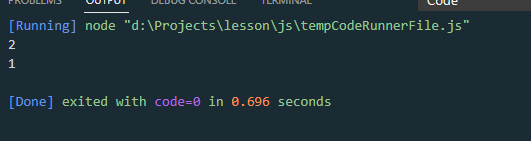 PROBLEMS OUTPUT DEBUG CONSOLE TERMINAL Code
[Running] node "d:\Projects\lesson\js\tempCodeRunnerFile.js"
2
1
[Done] exited with code=0 in 0.696 seconds